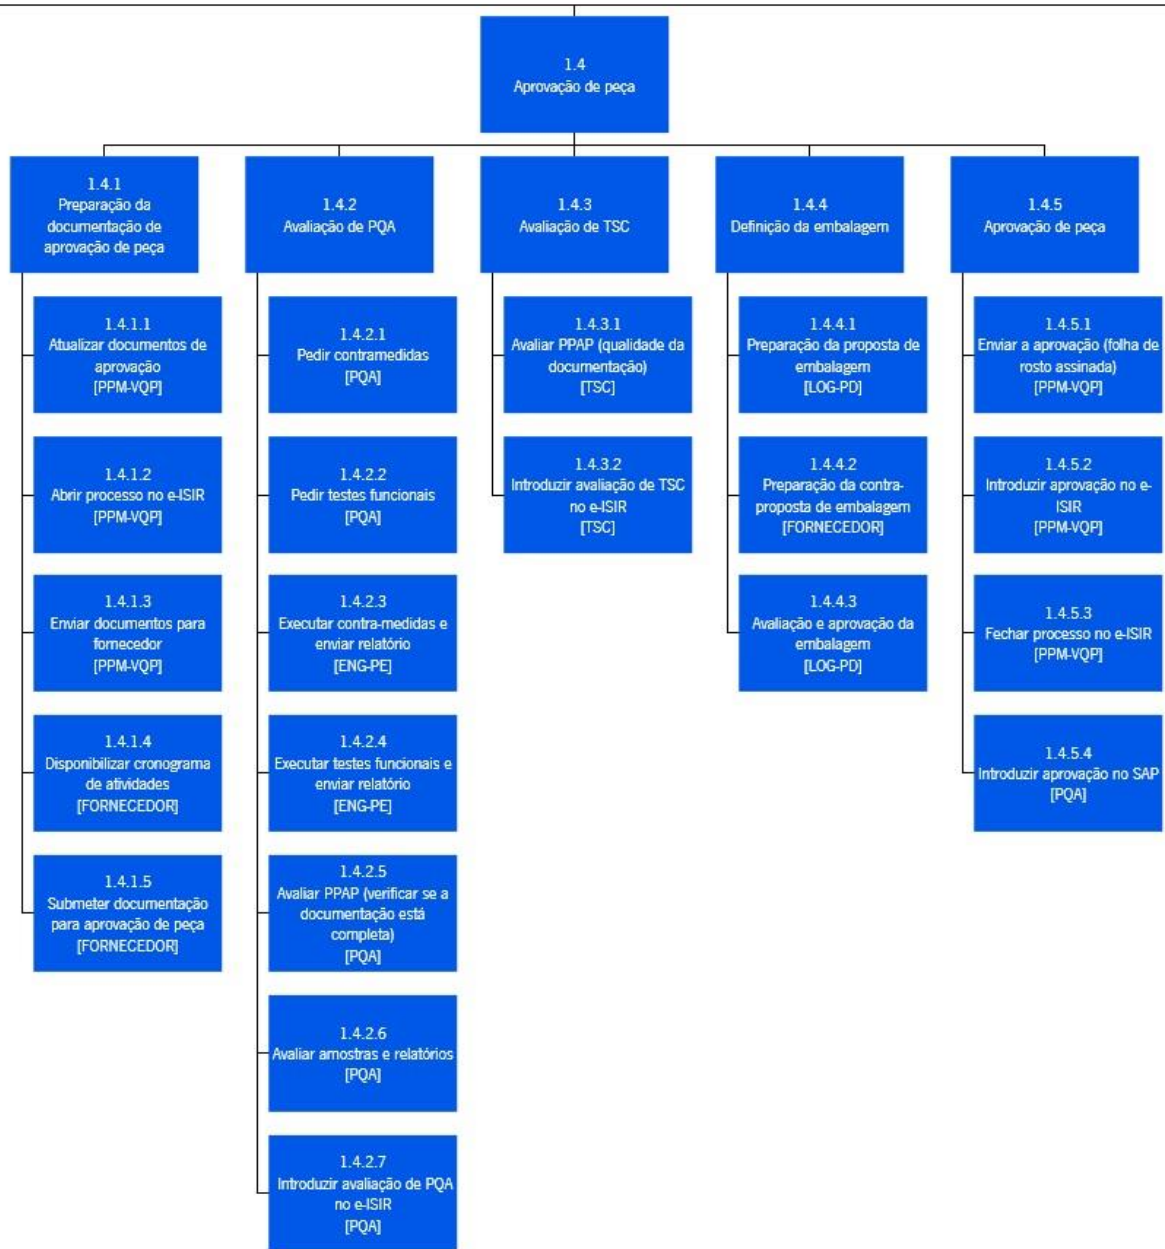 1.4
Aprovação de peça
1.4.1
Preparação da
documentação de
aprovação de peça
1.4.1.1
Atualizar documentos de
aprovação
[PPM-VQP]
1.4.1.2
Abrir processo no e-ISIR
[PPM-VQP]
1.4.1.3
Enviar documentos para
fornecedor
[PPM-VQP]
1.4.1.4
Disponibilizar cronograma
de atividades
[FORNECEDOR]
1.4.1.5
Submeter documentação
para aprovação de peça
[FORNECEDOR]
1.4.2
Avaliação de PQA
1.4.2.1
Pedir contramedidas
[PQA]
1.4.2.2
Pedir testes funcionais
[PQA]
1.4.2.3
Executar contra-medidas e
enviar relatório
[ENG-PE]
1.4.2.4
Executar testes funcionais e
enviar relatório
[ENG-PE]
1.4.2.5
Avaliar PPAP (verificar se a
documentação está
completa)
[PQA]
1.4.2.6
Avaliar amostras e relatórios
[PQA]
1.4.2.7
Introduzir avaliação de PQA
no e-ISIR
[PQA]
1.4.3
Avaliação de TSC
1.4.3.1
Avaliar PPAP (qualidade da
documentação)
[TSC]
1.4.3.2
Introduzir avaliação de TSC
no e-ISIR
[TSC]
1.4.4
Definição da embalagem
1.4.4.1
Preparação da proposta de
embalagem
[LOG-PD]
1.4.4.2
Preparação da contra-
proposta de embalagem
[FORNECEDOR]
1.4.4.3
Avaliação e aprovação da
embalagem
[LOG-PD]
1.4.5
Aprovação de peça
1.4.5.1
Enviar a aprovação (folha de
rosto assinada)
[PPM-VQP]
1.4.5.2
Introduzir aprovação no e-
ISIR
[PPM-VQP]
1.4.5.3
Fechar processo no e-ISIR
[PPM-VQP]
1.4.5.4
Introduzir aprovação no SAP
[PQA]